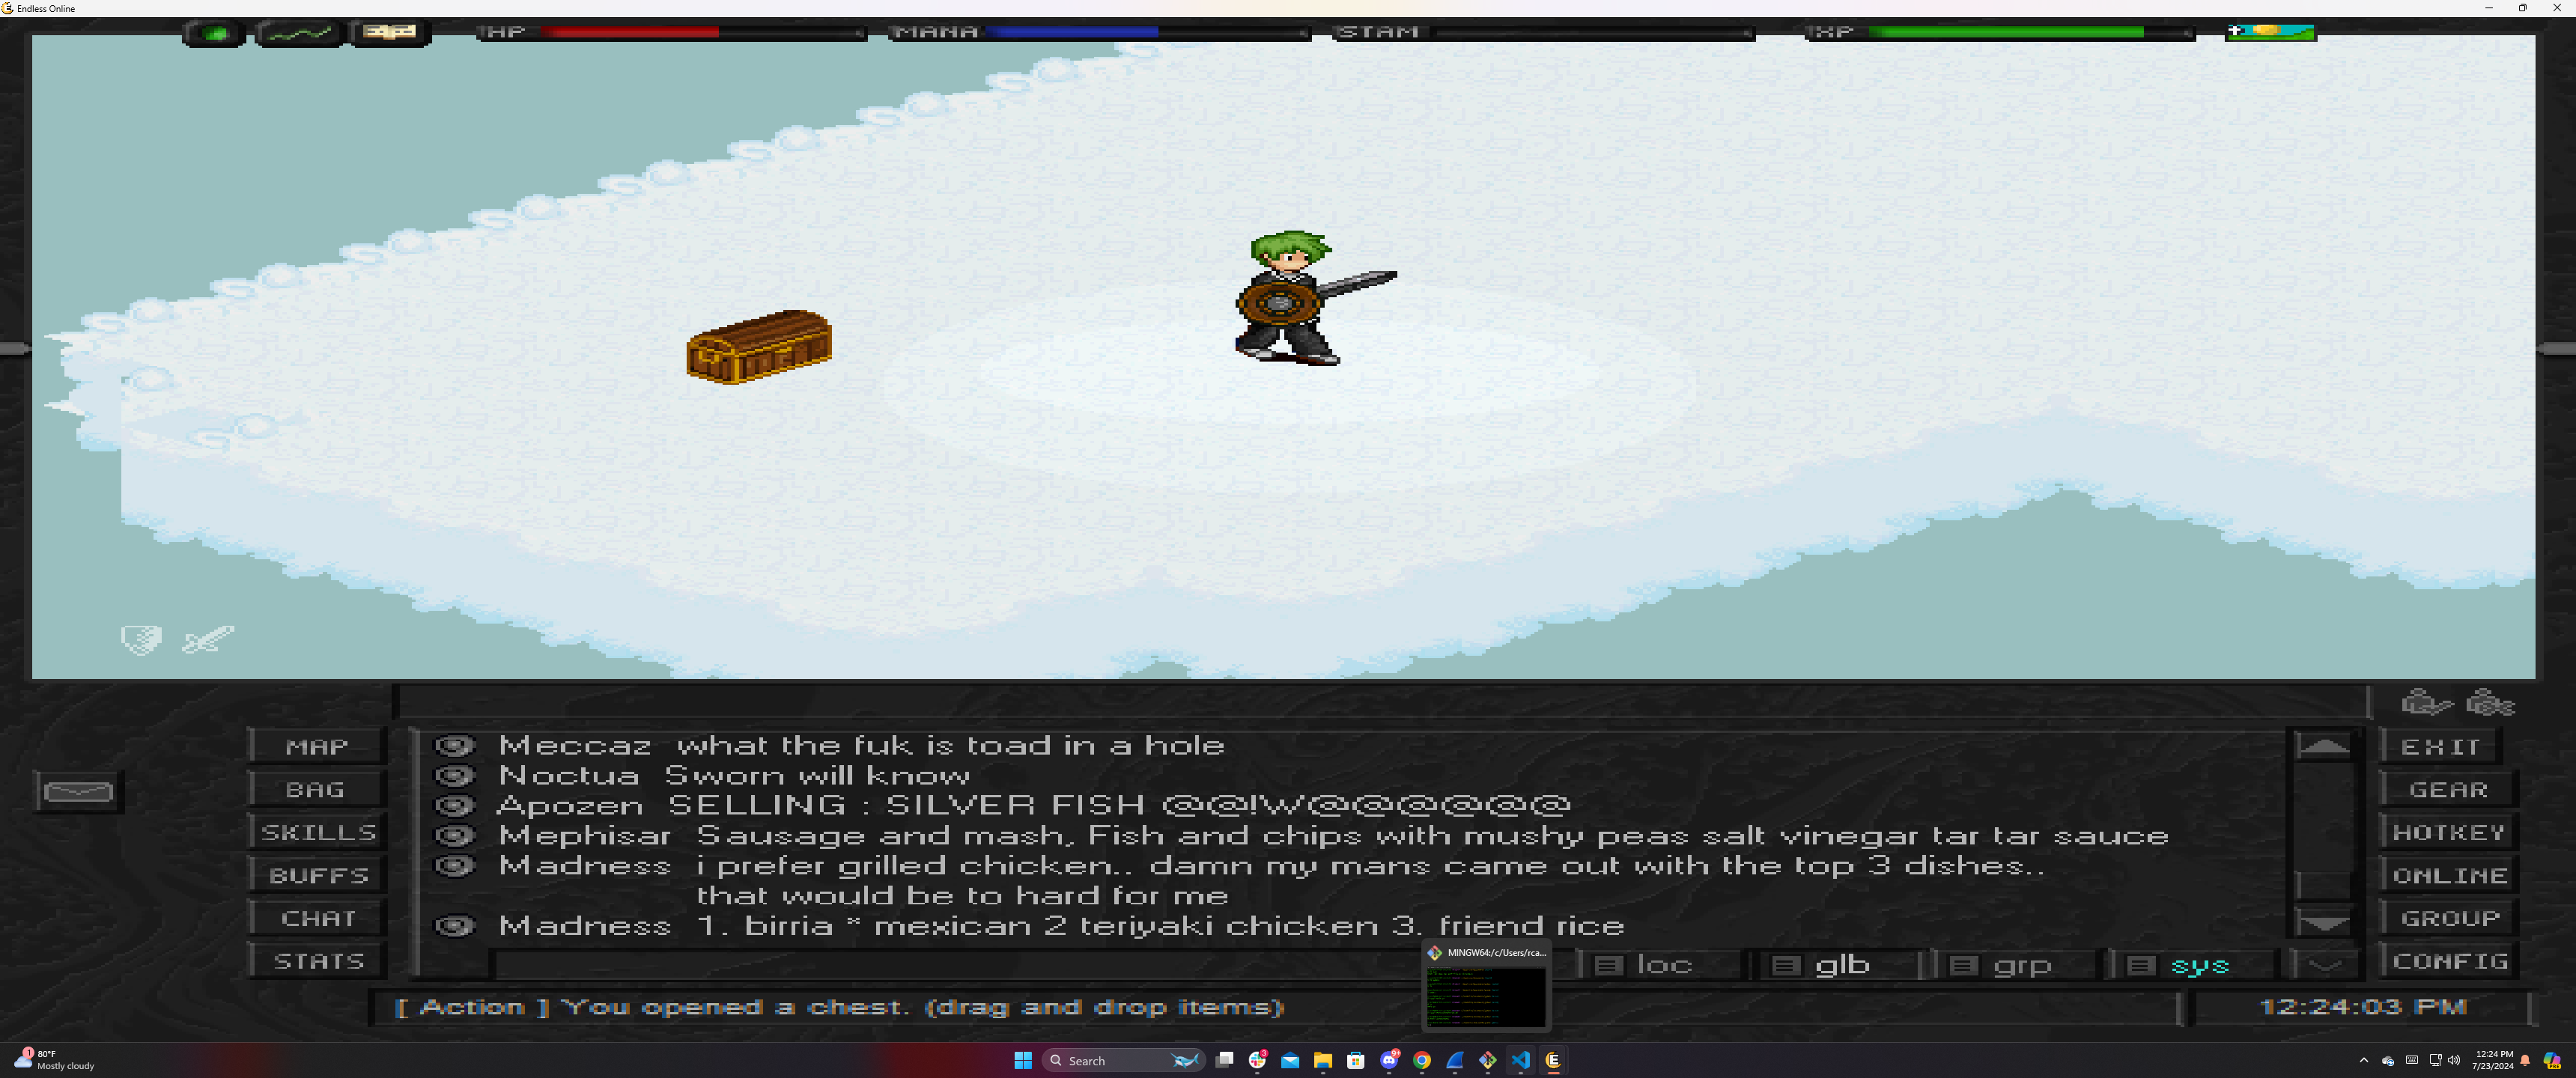 Endless Online
HP
MANA
STAM
XP
MAP
BAG
SKILLS
BUFFS
CHAT
STATS
Meccaz what the fuk is toad in a hole
Noctua Sworn will know
Apozen SELLING : SILVER FISH @@!W@@@@@@
Mephisar Sausage and mash, Fish and chips with mushy peas salt vinegar tar tar sauce
Madness i prefer grilled chicken.. damn my mans came out with the top 3 dishes..
that would be to hard for me
Madness 1. birria * mexican 2 teriyaki chicken 3. friend rice
EXIT
GEAR
HOTKEY
ONLINE
GROUP
CONFIG
MINGW64:/c/Users/rca...
loc
glb
grp
sys
[ Action ] You opened a chest. (drag and drop items)
12:24:03 PM
1
80°F
Mostly cloudy
Search
3
9+
12:24 PM
7/23/2024